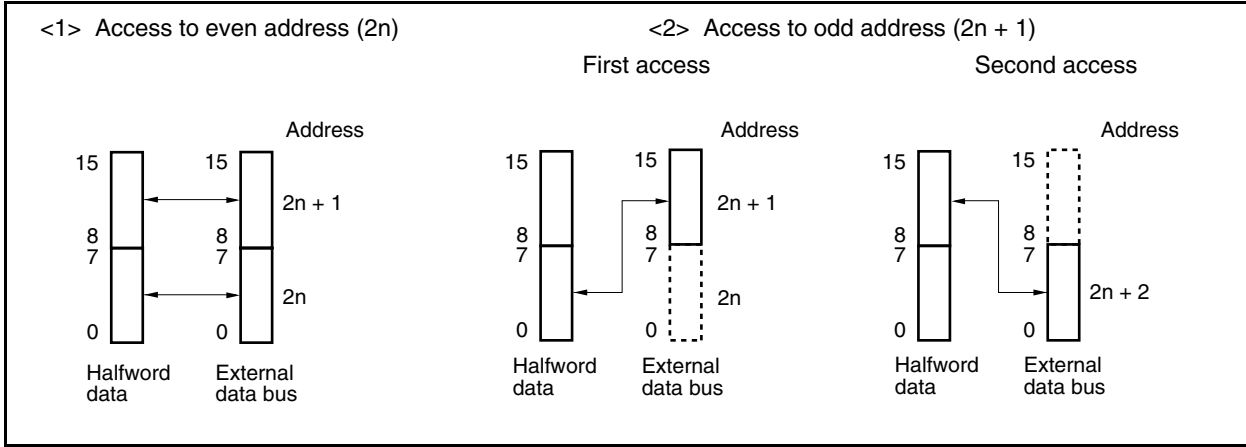 <1> Access to even address (2n)
<2> Access to odd address (2n + 1)
First access
Second access
Address
15
15
2n + 1
8
8
7
7
2n
0
0
Halfword
data
External
data bus
Address
15
15
2n + 1
8
8
7
7
2n
0
0
Halfword
data
External
data bus
Address
15
15
8
8
7
7
2n + 2
0
0
Halfword
data
External
data bus